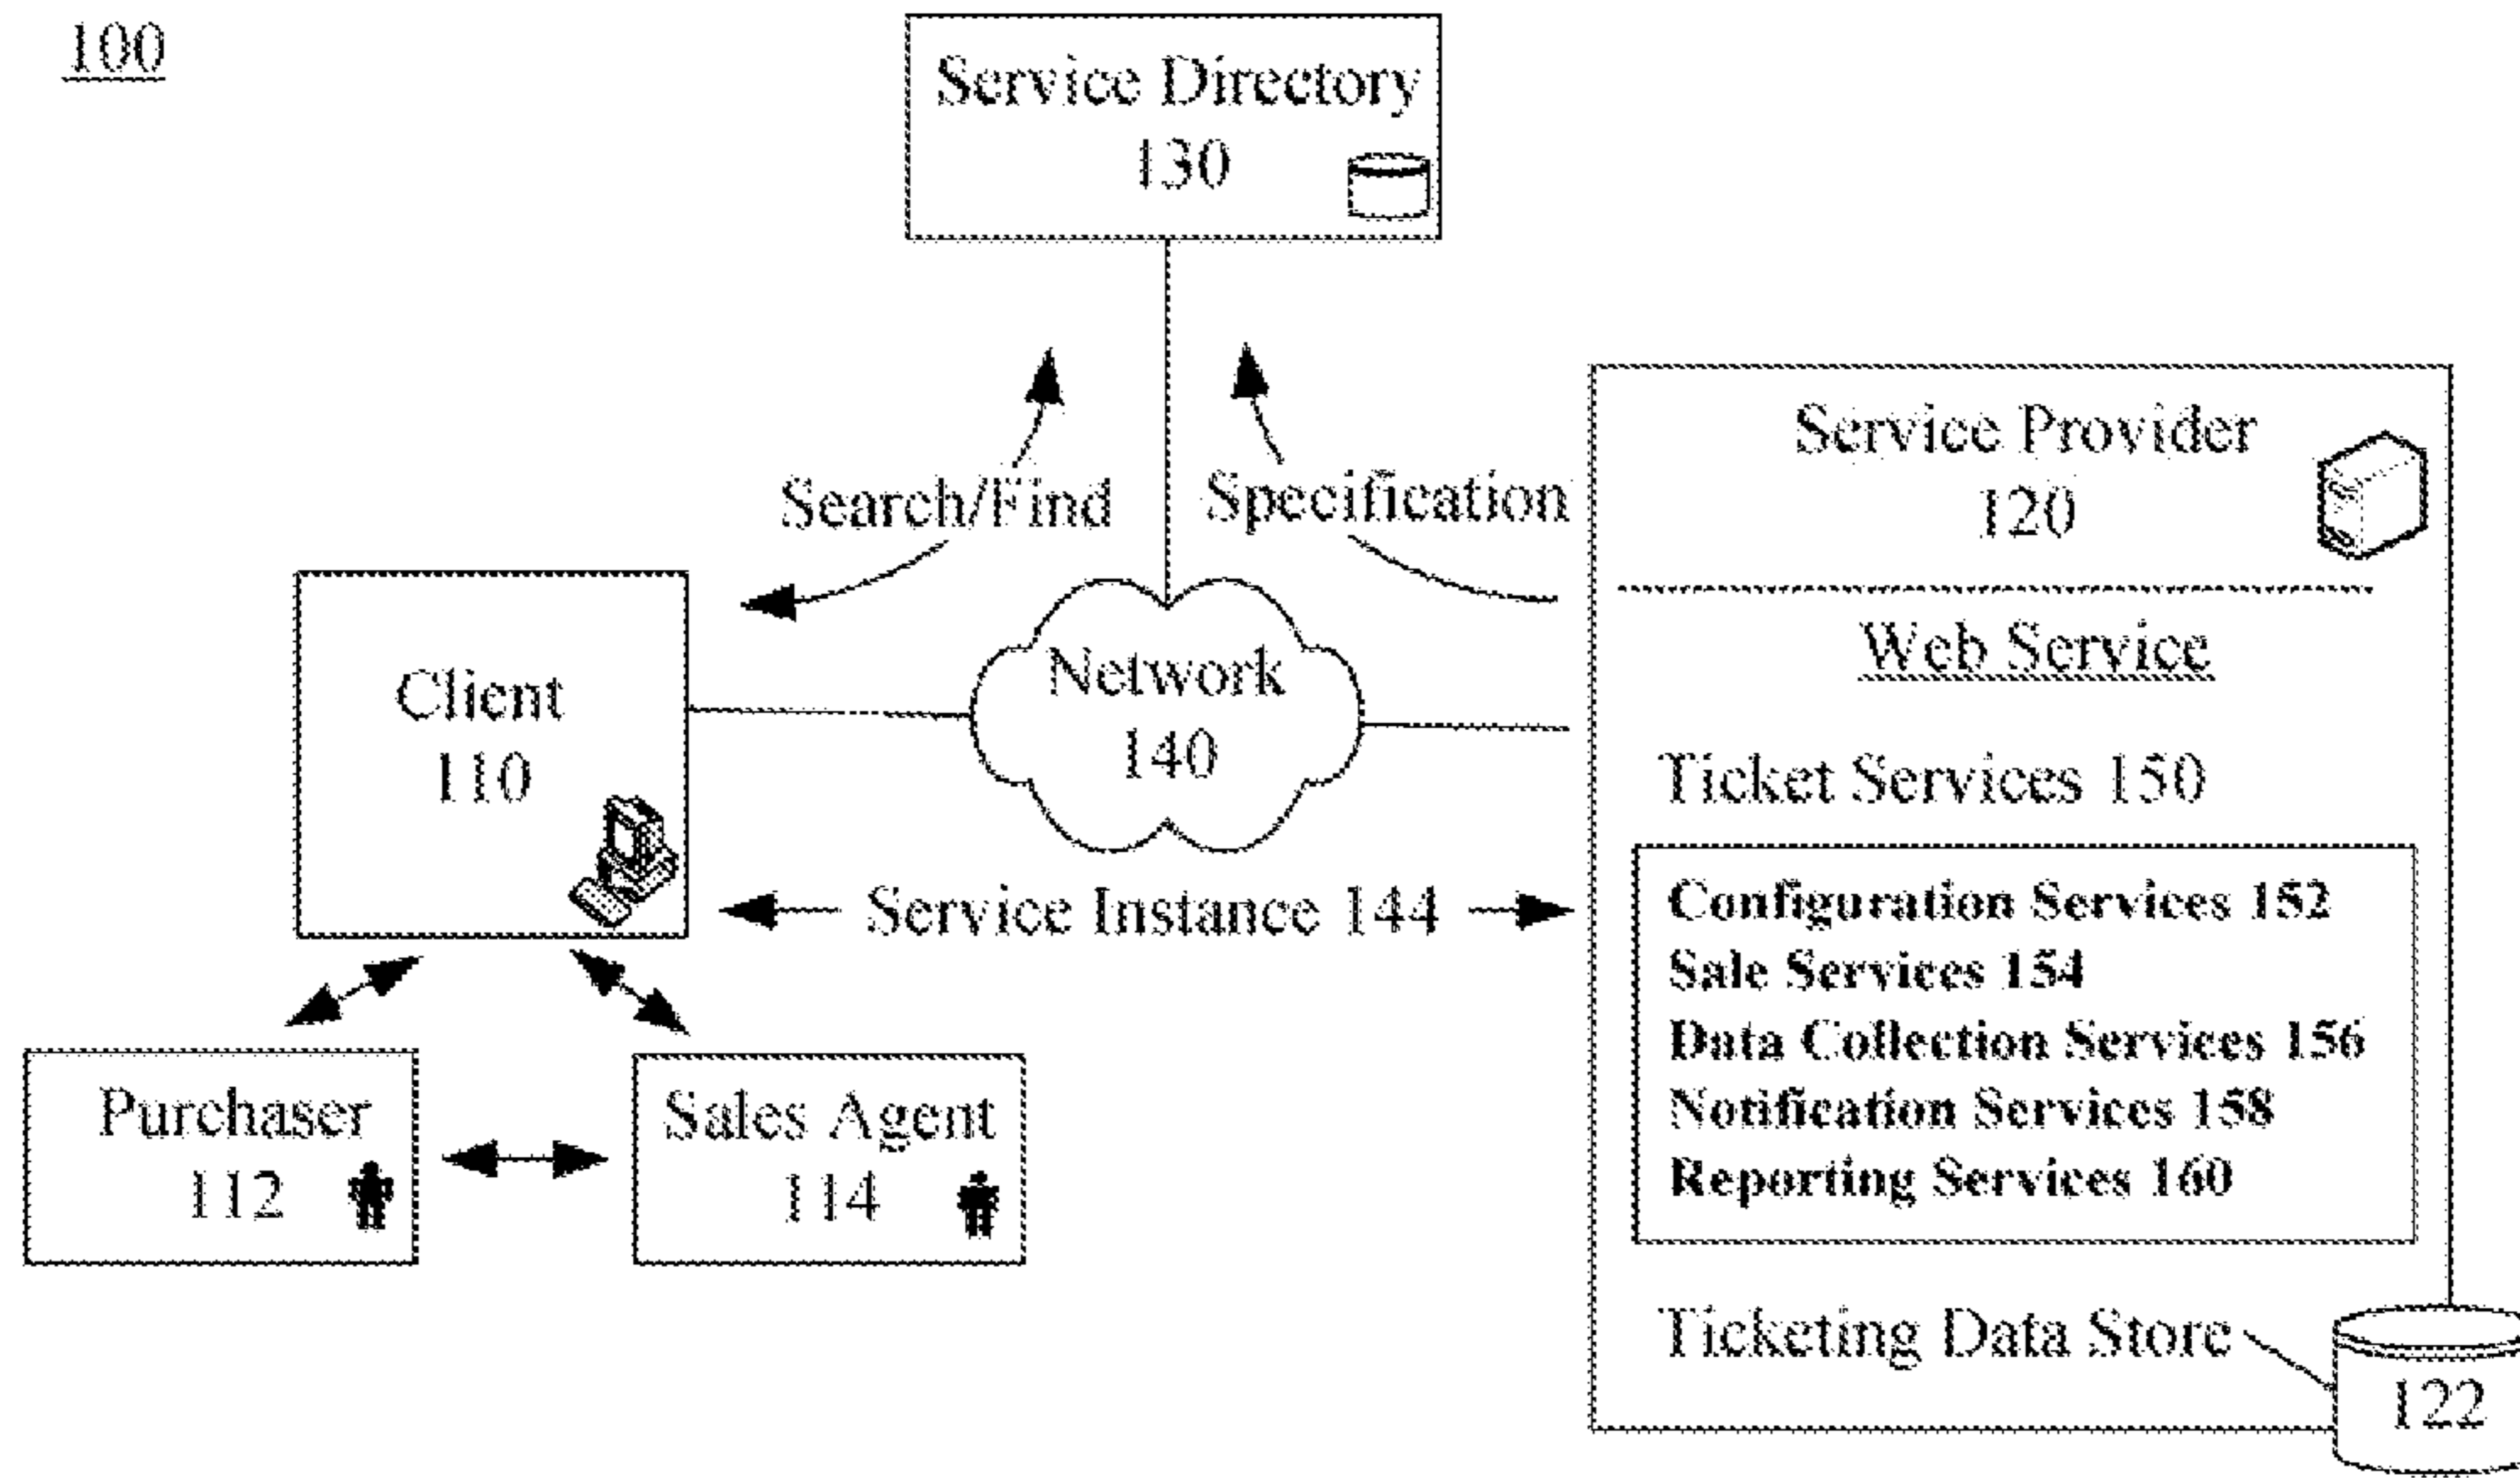 100
Service Directory
130
Search/Find
Specification
Service Provider
120
Web Service
Client
110
Network
140
Ticket Services 150
Service Instance 144
Configuration Services 152
Sale Services 154
Data Collection Services 156
Notification Services 158
Reporting Services 160
Purchaser
112
Sales Agent
114
Ticketing Data Store
122